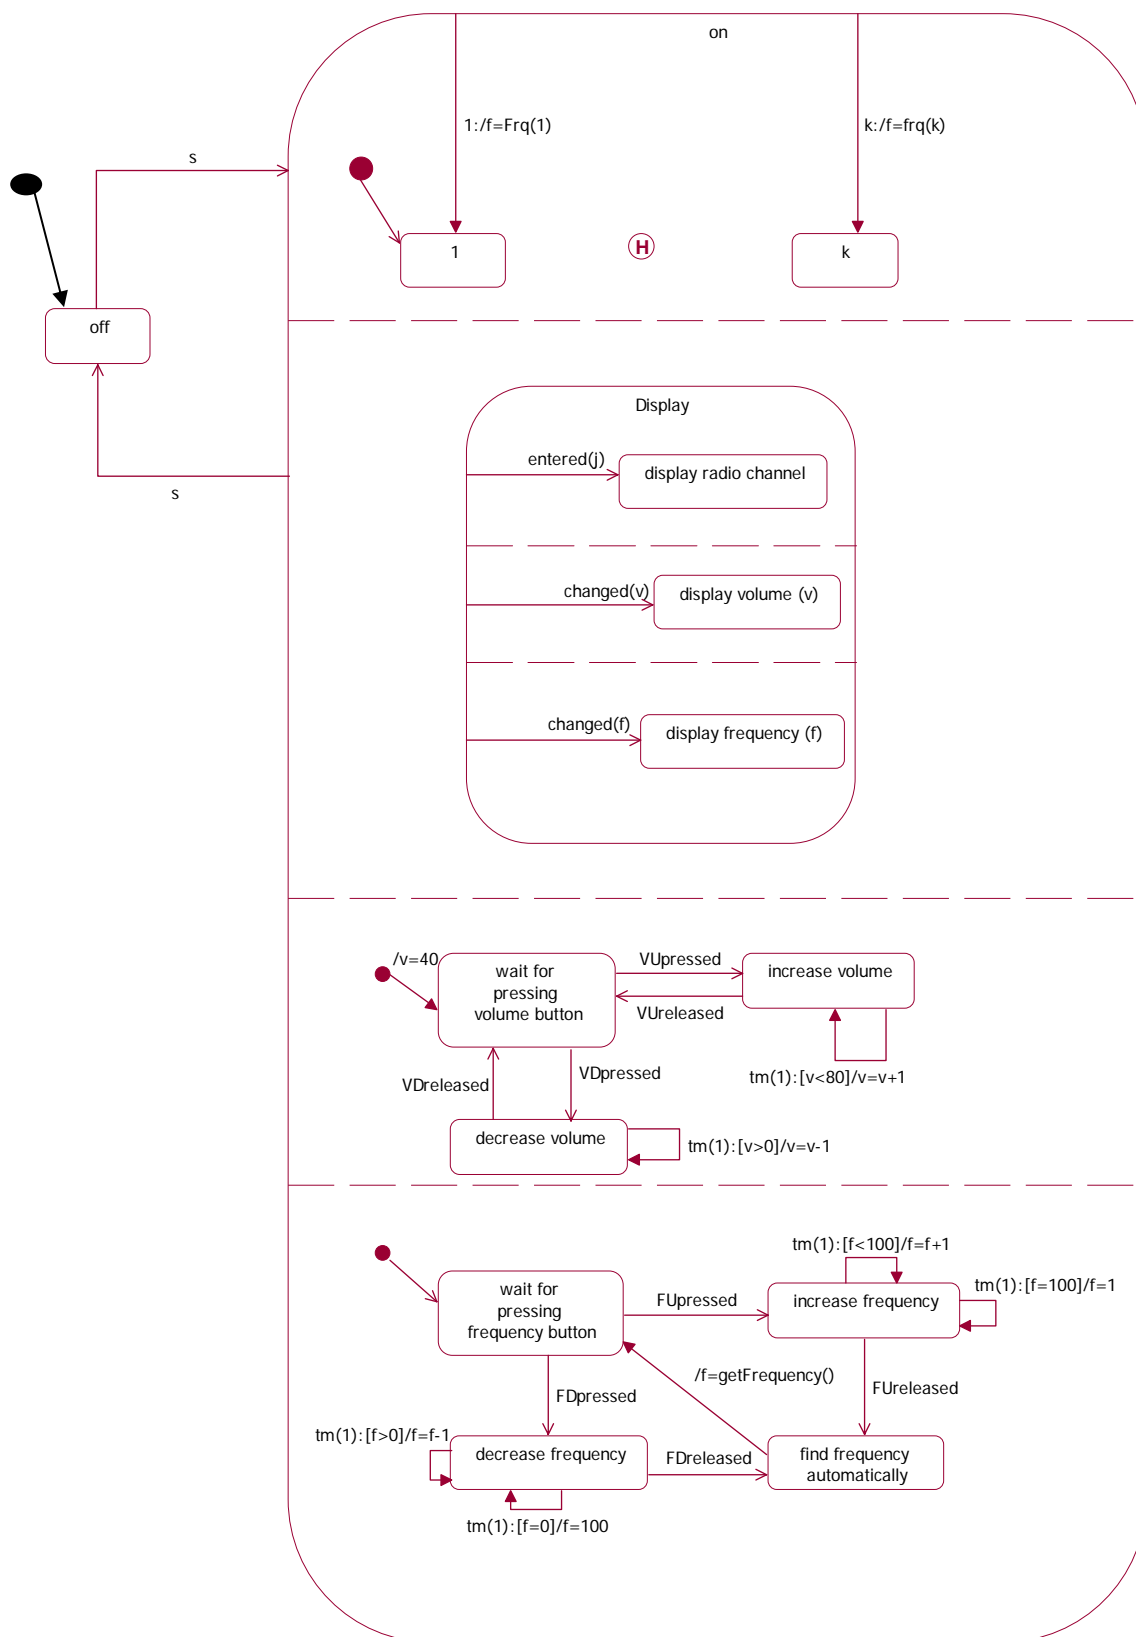 on
1:/f=Frq(1)
k:/f=frq(k)
s
1
H
k
off
Display
entered(j)
display radio channel
s
changed(v)
display volume (v)
changed(f)
display frequency (f)
/v=40
wait for
pressing
volume button
VUpressed
increase volume
VUreleased
VDreleased
VDpressed
tm(1):[v<80]/v=v+1
decrease volume
tm(1):[v>0]/v=v-1
tm(1):[f<100]/f=f+1
tm(1):[f=100]/f=1
wait for
pressing
frequency button
FUpressed
increase frequency
/f=getFrequency()
FUreleased
FDpressed
tm(1):[f>0]/f=f-1
decrease frequency
FDreleased
find frequency
automatically
tm(1):[f=0]/f=100